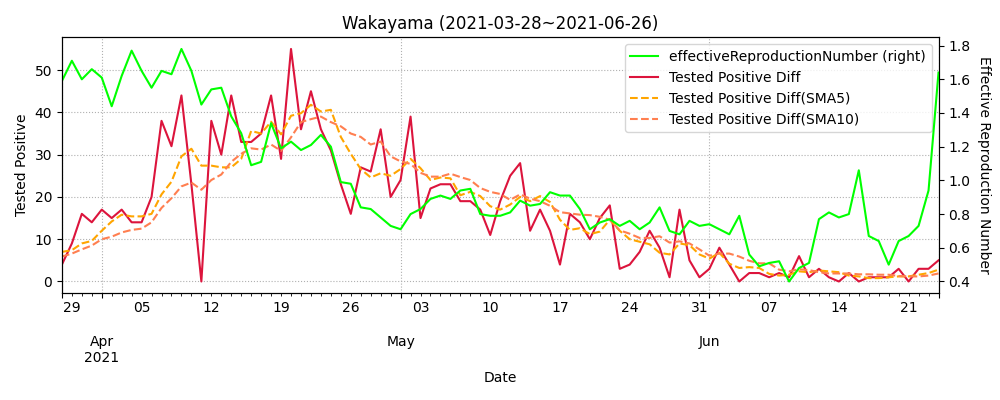 Wakayama (2021-03-28~2021-06-26)
effectiveReproductionNumber (right)
Tested Positive Diff
Tested Positive Diff(SMA5)
Tested Positive Diff(SMA10)
Tested Positive
50
40
30
20
10
0
Effective Reproduction Number
1.8
1.6
1.4
1.2
1.0
0.8
0.6
0.4
29 05 12 19 26 03 10 17 24 31 07 14 21
Apr May Jun
2021
Date